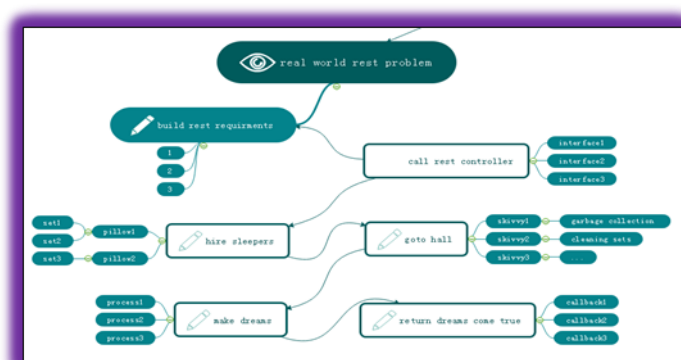 real world rest problem
build rest requirments
1
2
3
call rest controller
interface1
interface2
interface3
set1
set2
set3
pillow1
pillow2
hire sleepers
goto hall
skivvy1
skivvy2
skivvy3
garbage collection
cleaning sets
...
process1
process2
process3
make dreams
return dreams come true
callback1
callback2
callback3